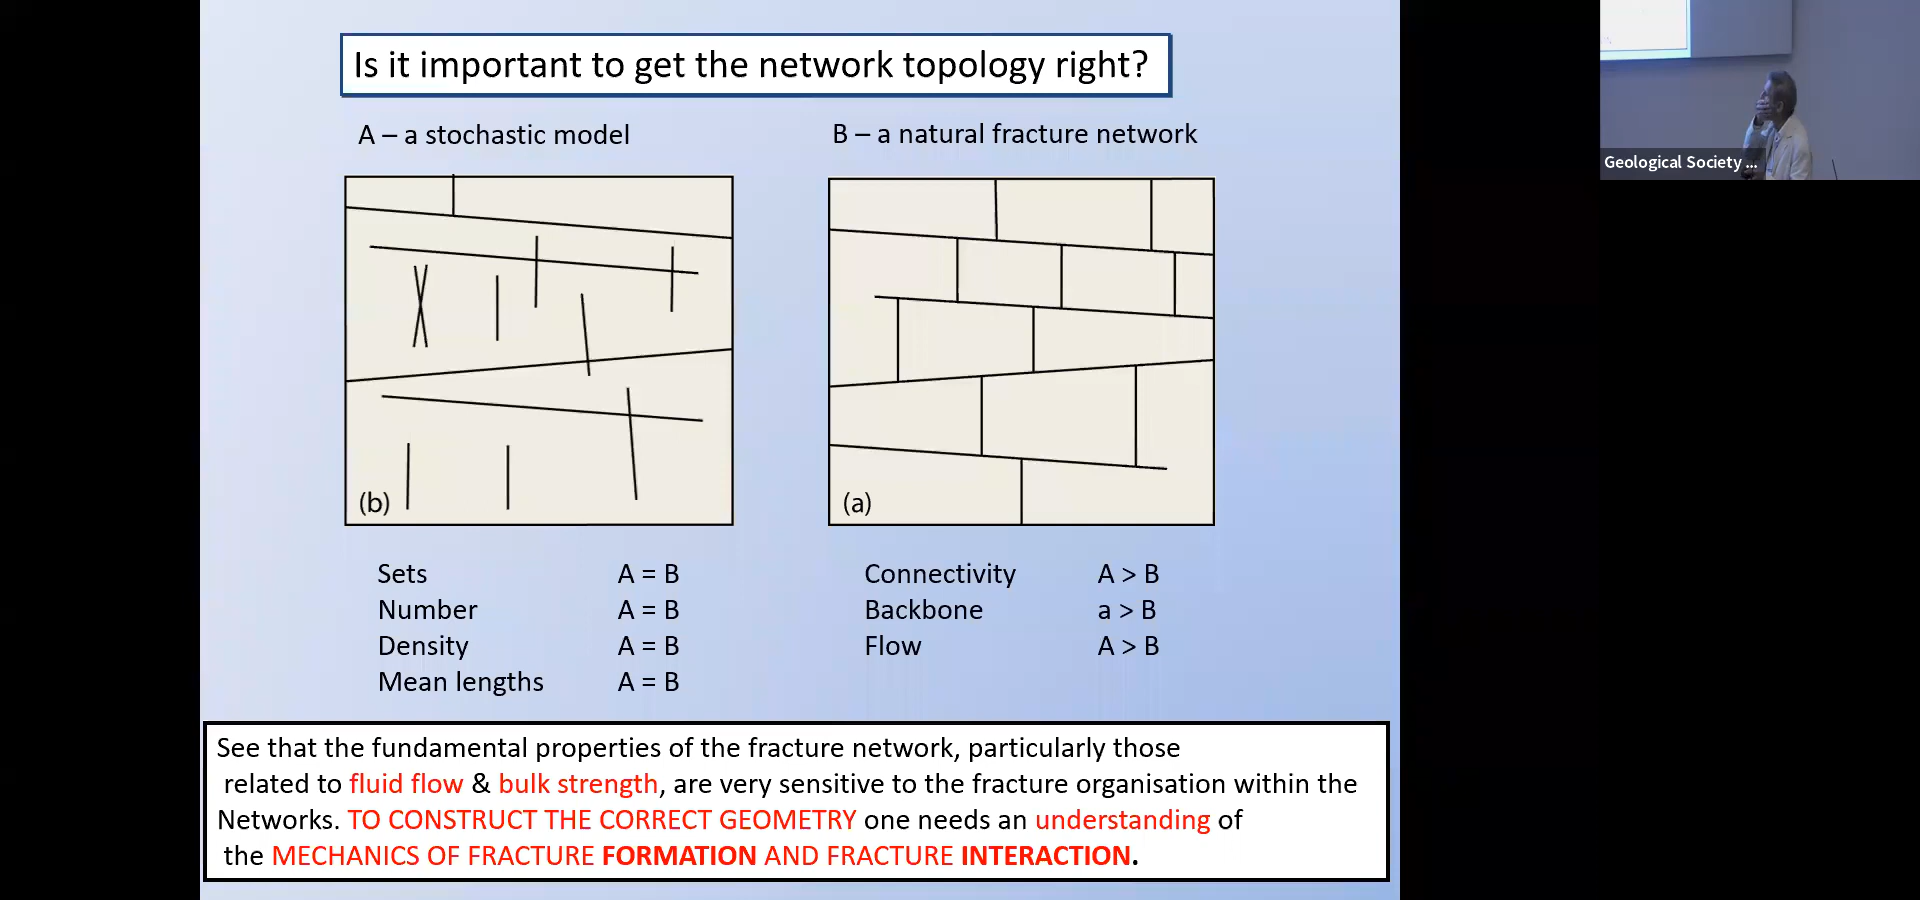 Is it important to get the network topology right?
A – a stochastic model
B – a natural fracture network
(b)
(a)
Sets A = B
Number A = B
Density A = B
Mean lengths A = B
Connectivity A > B
Backbone a > B
Flow A > B
See that the fundamental properties of the fracture network, particularly those
related to fluid flow & bulk strength, are very sensitive to the fracture organisation within the
Networks. TO CONSTRUCT THE CORRECT GEOMETRY one needs an understanding of
the MECHANICS OF FRACTURE FORMATION AND FRACTURE INTERACTION.
Geological Society ...